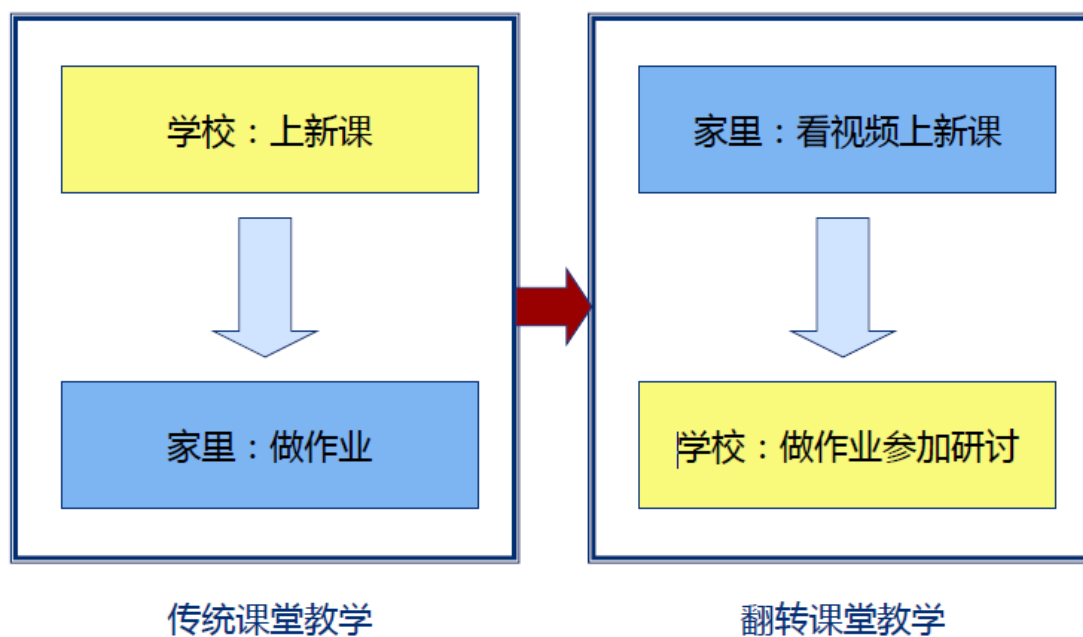 学校：上新课
家里：做作业
传统课堂教学
家里：看视频上新课
学校：做作业参加研讨
翻转课堂教学